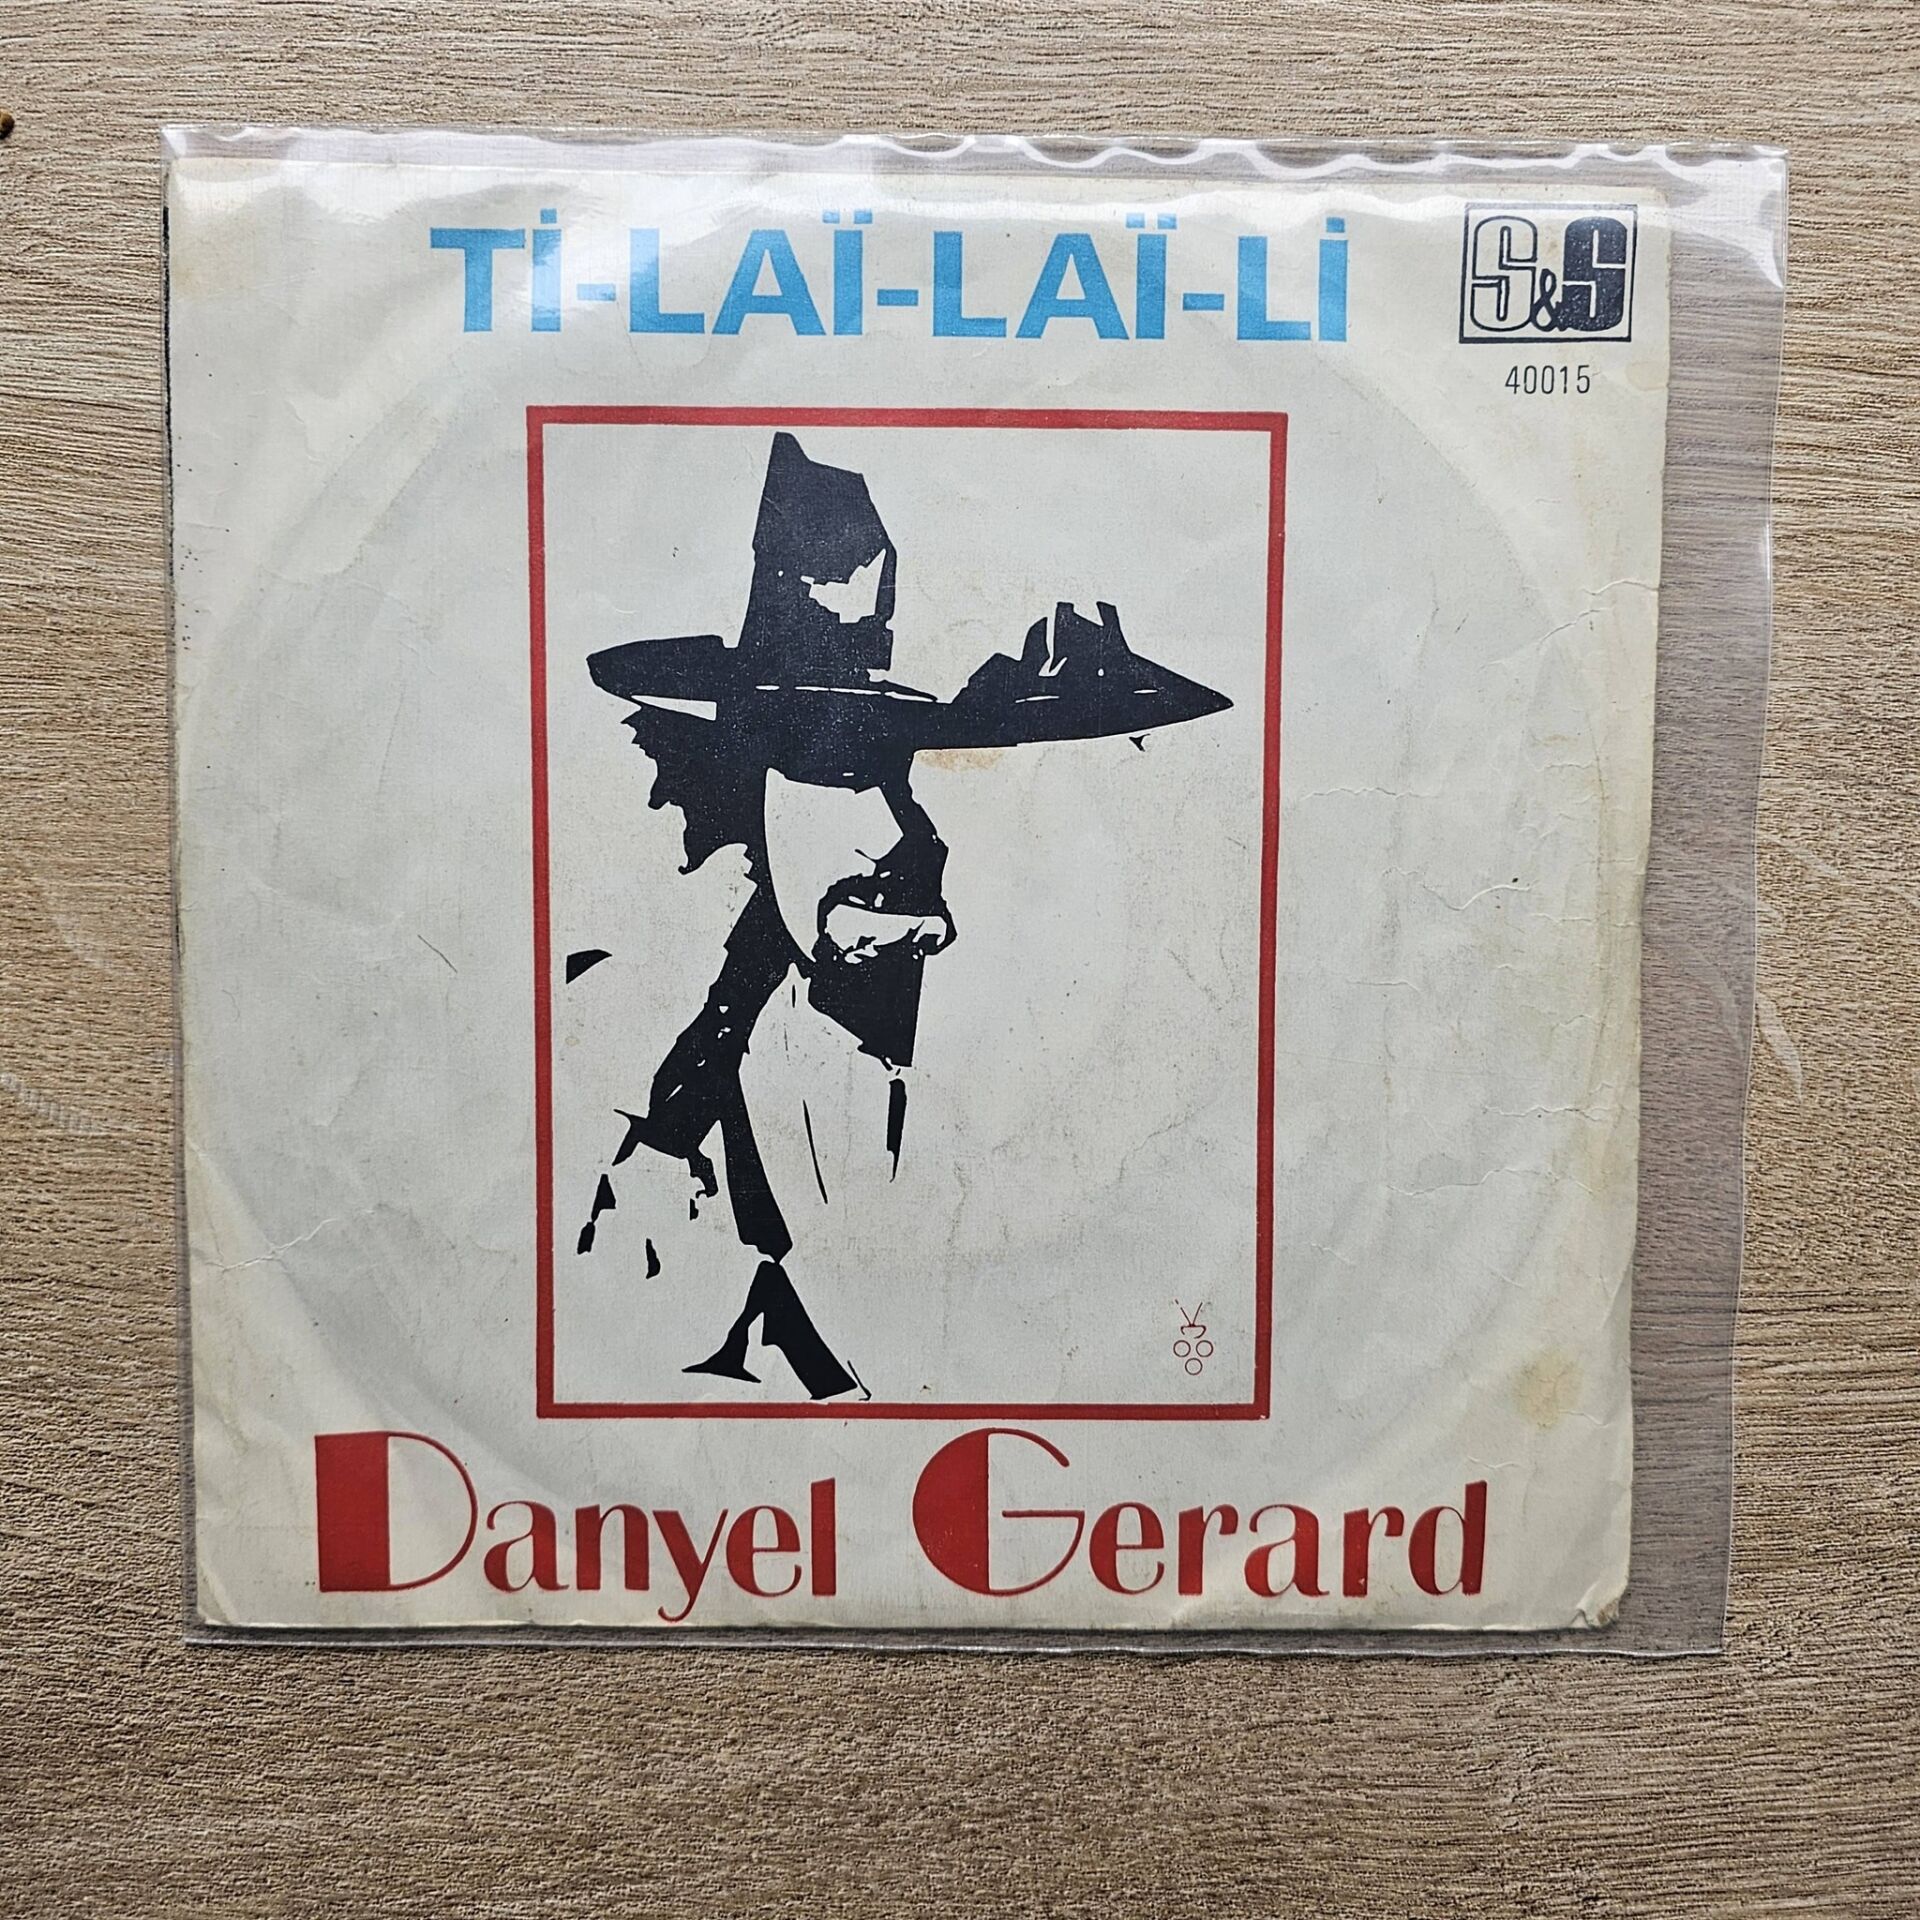 Tİ-LAÏ-LAÏ-Lİ
S&S
40015
Danyel Gerard